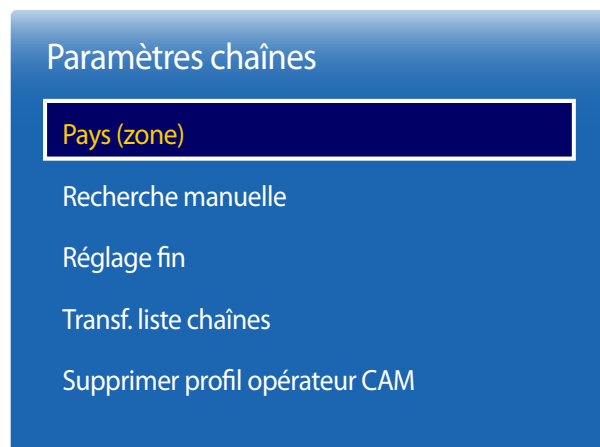 Paramètres chaînes
Pays (zone)
Recherche manuelle
Réglage fin
Transf. liste chaînes
Supprimer profil opérateur CAM